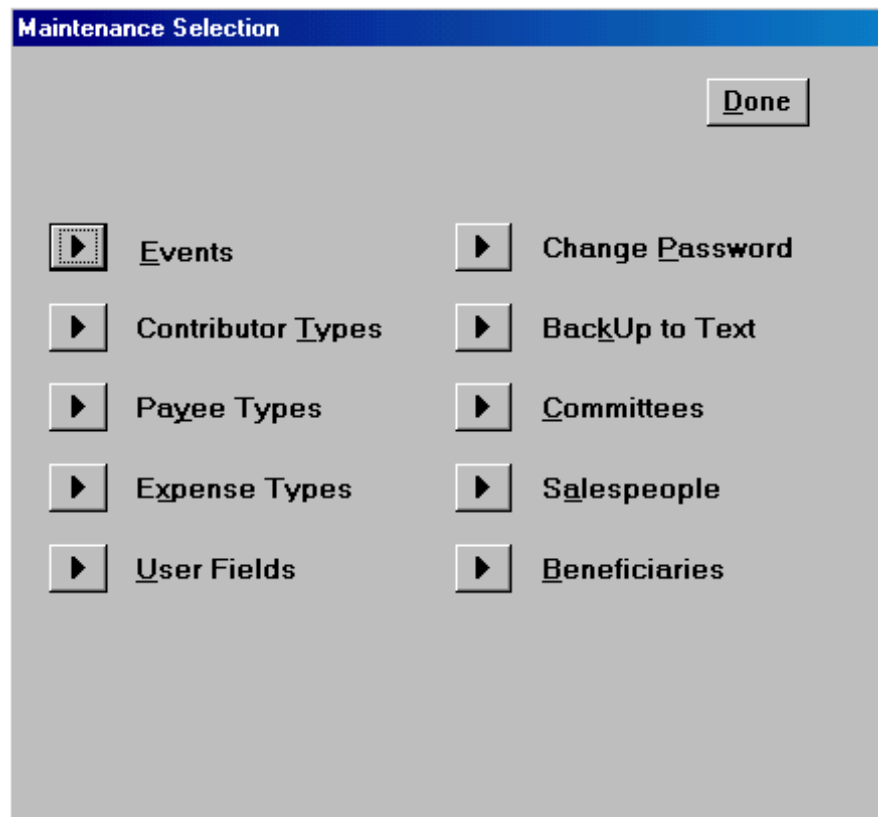 Maintenance Selection
Done
Events
Change Password
Contributor Types
BackUp to Text
Payee Types
Committees
Expense Types
Salespeople
User Fields
Beneficiaries